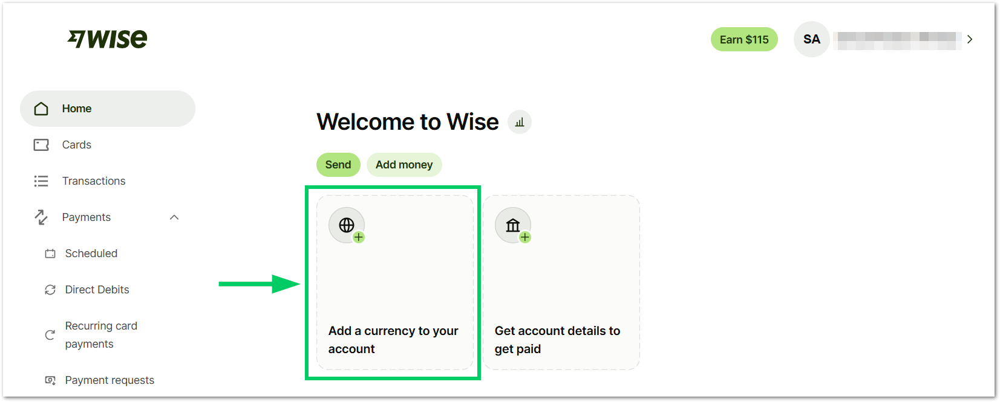 wise
Earn $115
SA
Home
Cards
Transactions
Payments
Scheduled
Direct Debits
Recurring card
payments
Payment requests
Welcome to Wise
Send
Add money
Add a currency to your
account
Get account details to
get paid